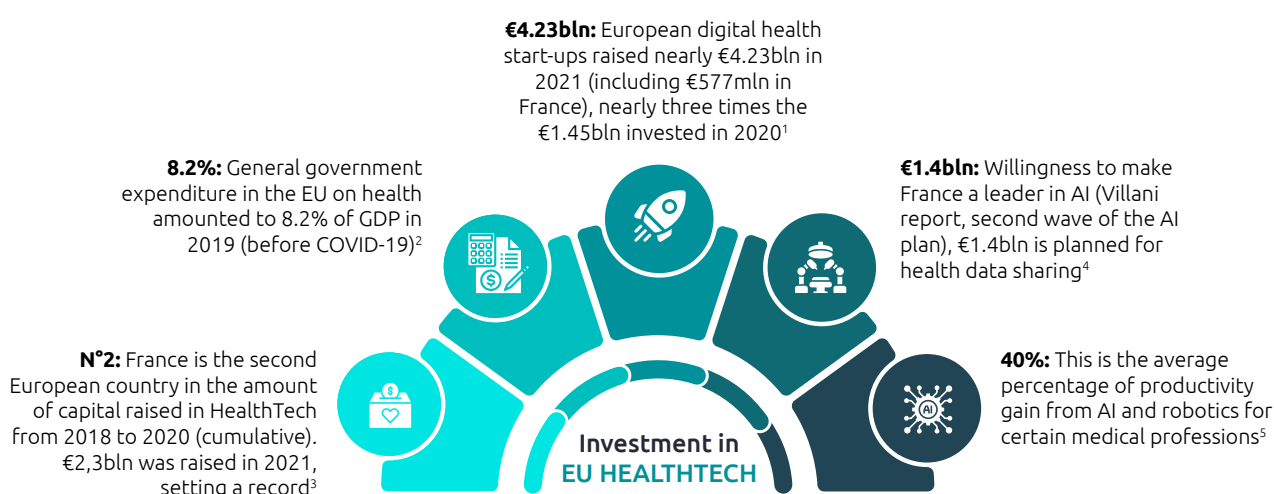 €4.23bln: European digital health
start-ups raised nearly €4.23bln in
2021 (including €577mln in
France), nearly three times the
€1.45bln invested in 2020¹
8.2%: General government
expenditure in the EU on health
amounted to 8.2% of GDP in
2019 (before COVID-19)²
€1.4bln: Willingness to make
France a leader in AI (Villani
report, second wave of the AI
plan), €1.4bln is planned for
health data sharing⁴
N°2: France is the second
European country in the amount
of capital raised in HealthTech
from 2018 to 2020 (cumulative).
€2,3bln was raised in 2021,
setting a record³
40%: This is the average
percentage of productivity
gain from AI and robotics for
certain medical professions⁵
AI
Investment in
EU HEALTHTECH